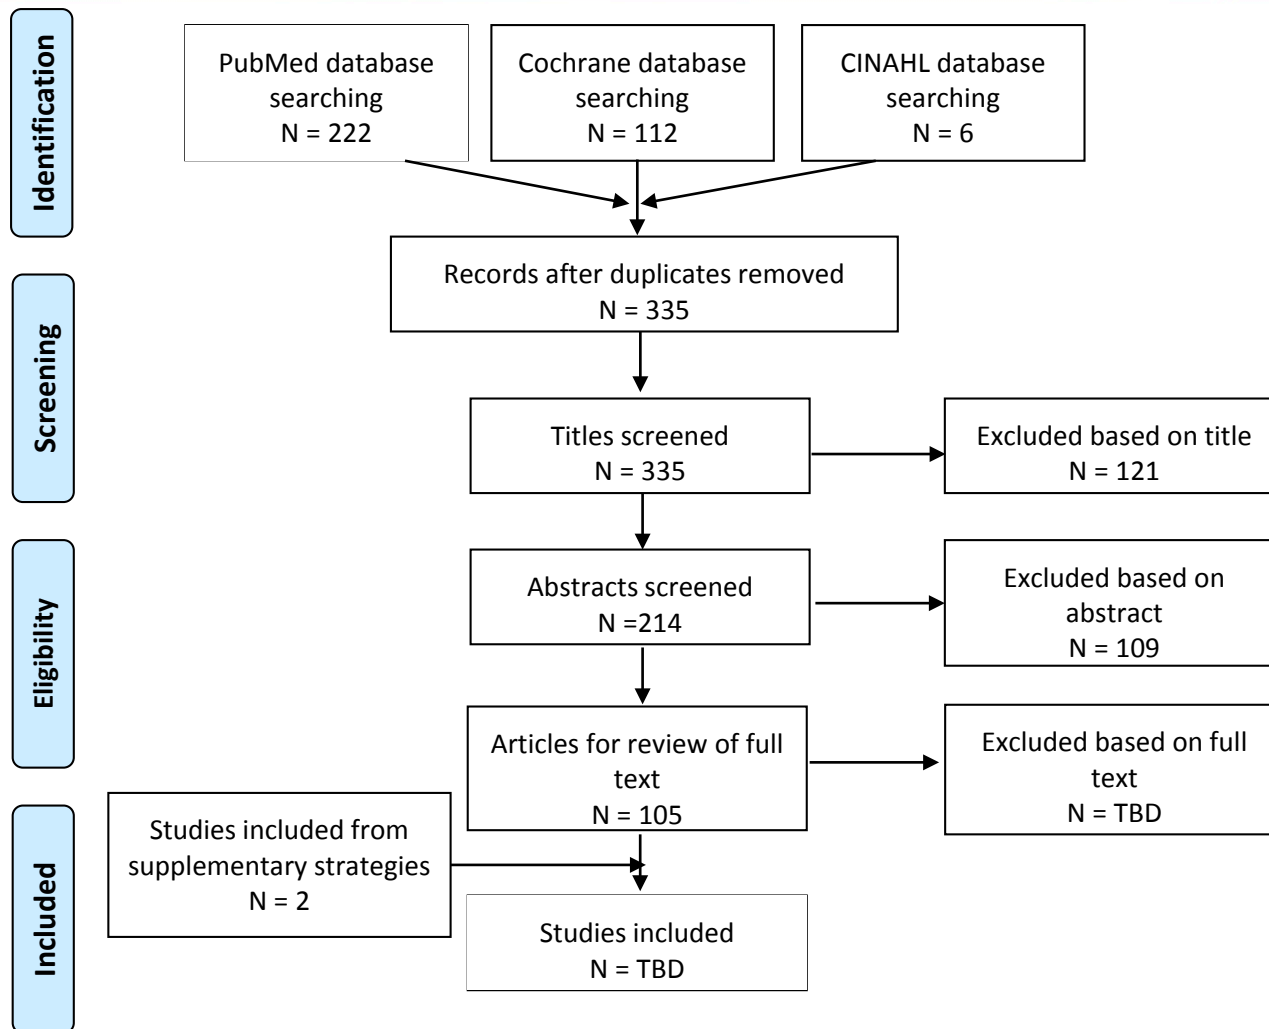 Identification
PubMed database
searching
N = 222
Cochrane database
searching
N = 112
CINAHL database
searching
N = 6
Records after duplicates removed
N = 335
Screening
Titles screened
N = 335
Excluded based on title
N = 121
Abstracts screened
N =214
Excluded based on
abstract
N = 109
Eligibility
Articles for review of full
text
N = 105
Excluded based on full
text
N = TBD
Studies included from
supplementary strategies
N = 2
Included
Studies included
N = TBD